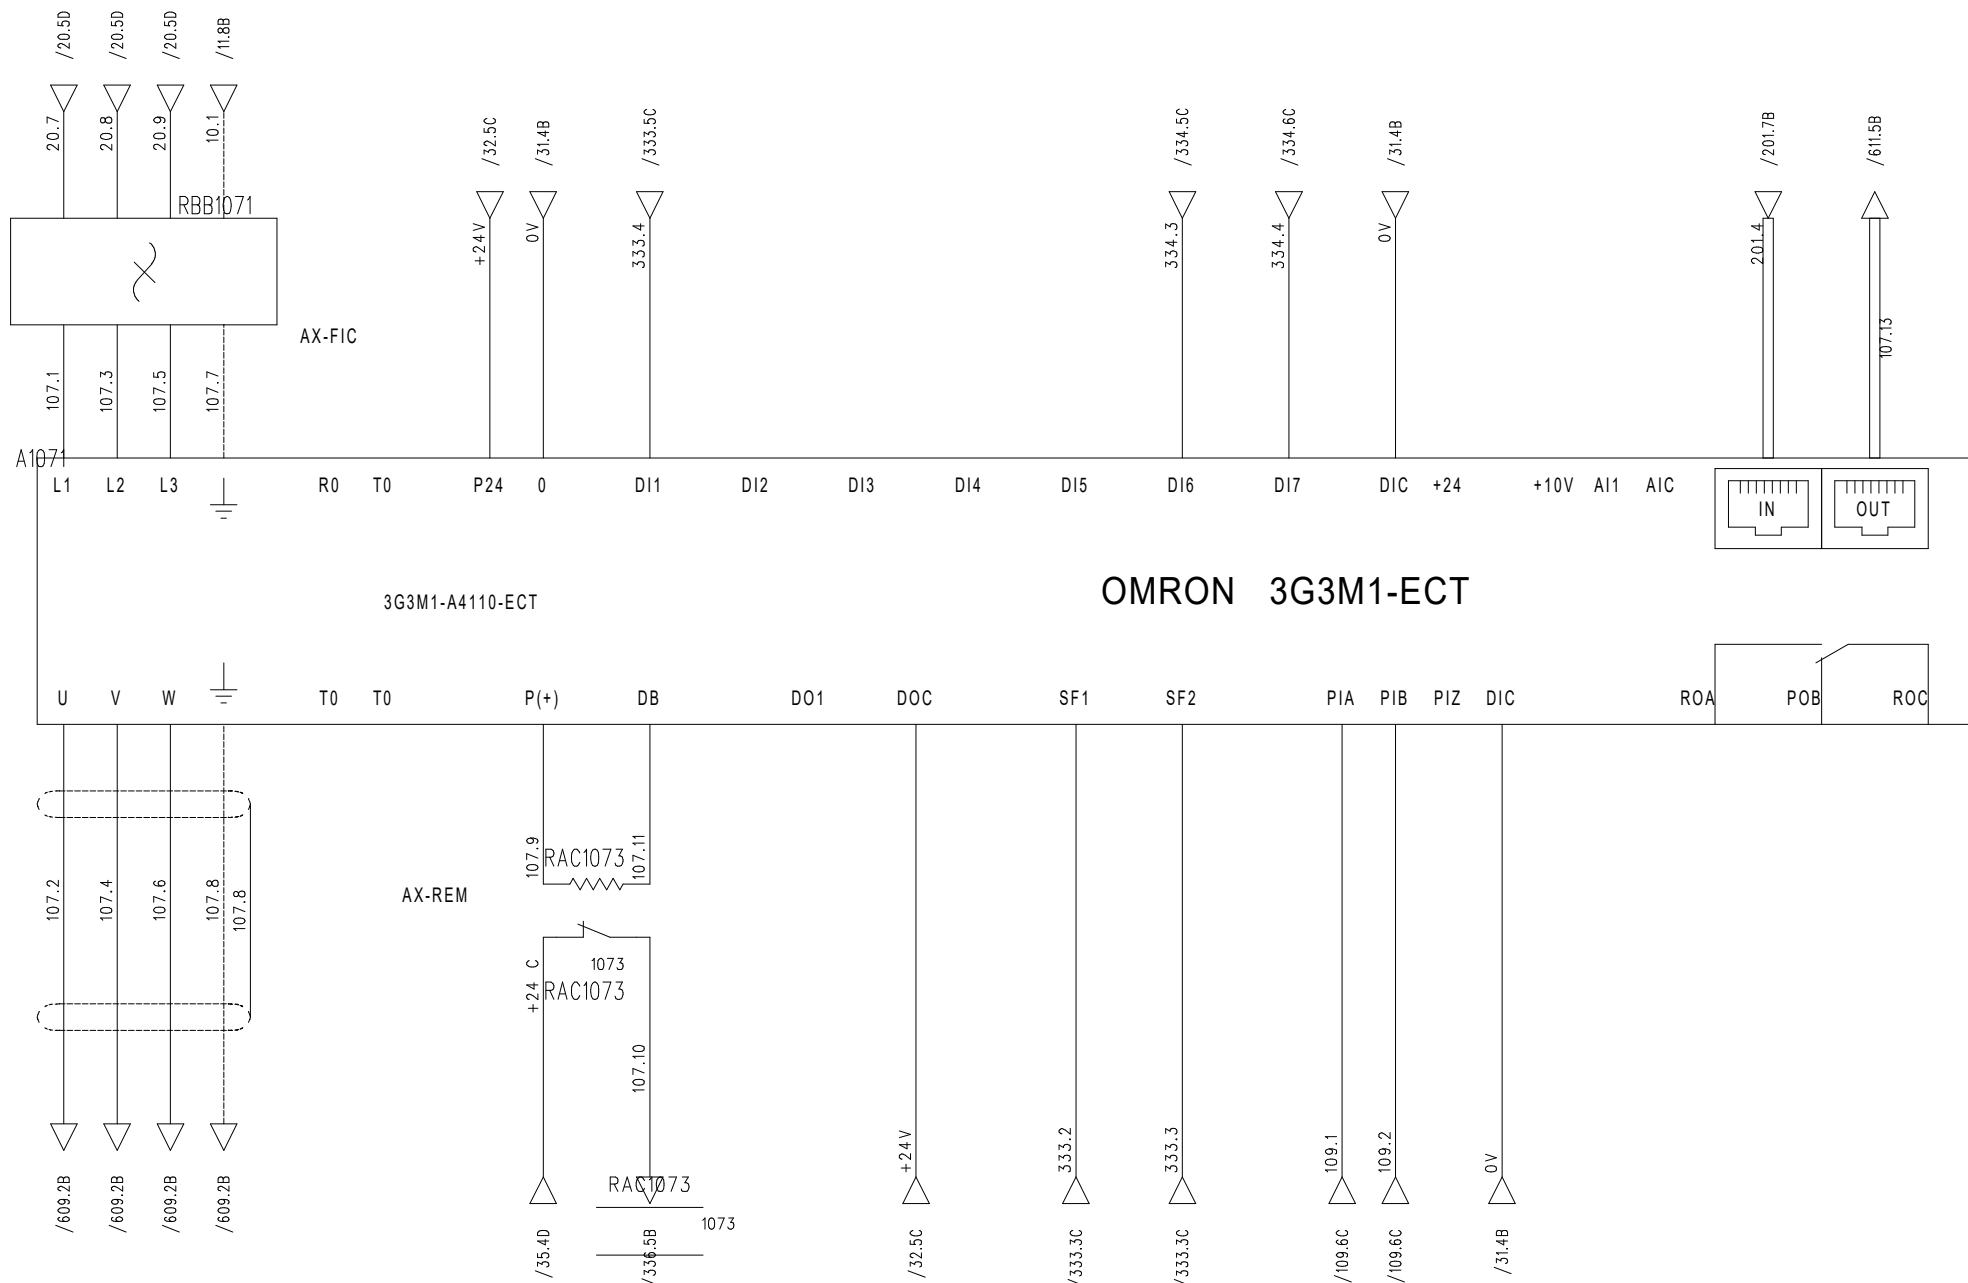 /20.5D /20.5D /20.5D /11.8B
20.7 20.8 20.9 10.1
/32.5C /31.4B /333.5C /334.5C /334.6C /31.4B /201.7B /611.5B
RBB1071
+24V 0V 333.4 334.3 334.4 0V 201.4 107.13
AX-FIC
107.1 107.3 107.5 107.7
A1071
L1 L2 L3 R0 T0 P24 0 DI1 DI2 DI3 DI4 DI5 DI6 DI7 DIC +24 +10V AI1 AIC
IN OUT
3G3M1-A4110-ECT
OMRON 3G3M1-ECT
U V W T0 T0 P(+) DB DO1 DOC SF1 SF2 PIA PIB PIZ DIC ROA POB ROC
107.9 RAC1073 107.11
107.2 107.4 107.6 107.8 107.8
AX-REM
+24 C 1073
RAC1073
107.10
+24V 333.2 333.3 109.1 109.2 0V
RAC1073
1073
/609.2B /609.2B /609.2B /609.2B
/35.4D /336.5B /32.5C /333.3C /333.3C /109.6C /109.6C /31.4B